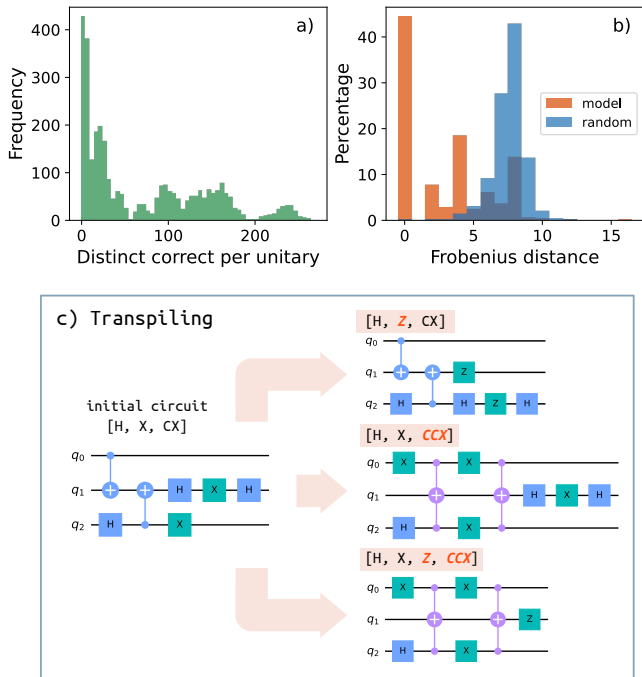 a)
400
300
200
100
0
Frequency
0
100
200
Distinct correct per unitary
b)
40
30
20
10
0
Percentage
model
random
0
5
10
15
Frobenius distance
c) Transpiling
initial circuit
[H, X, CX]
q0
q1 H X H
q2 H X
[H, Z, CX]
q0
q1 Z
q2 H H Z H
[H, X, CCX]
q0 X X
q1 H X H
q2 H X
[H, X, Z, CCX]
q0 X X
q1 Z
q2 H X